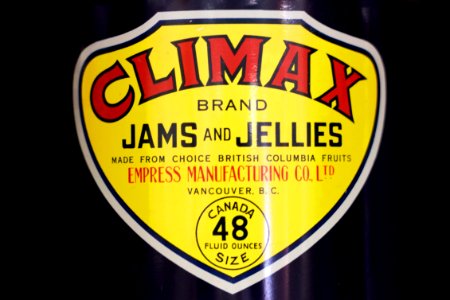 CLIMAX
BRAND
JAMS AND JELLIES
MADE FROM CHOICE BRITISH COLUMBIA FRUITS
EMPRESS MANUFACTURING CO., LTD
VANCOUVER, B.C.
CANADA
48
FLUID OUNCES
SIZE